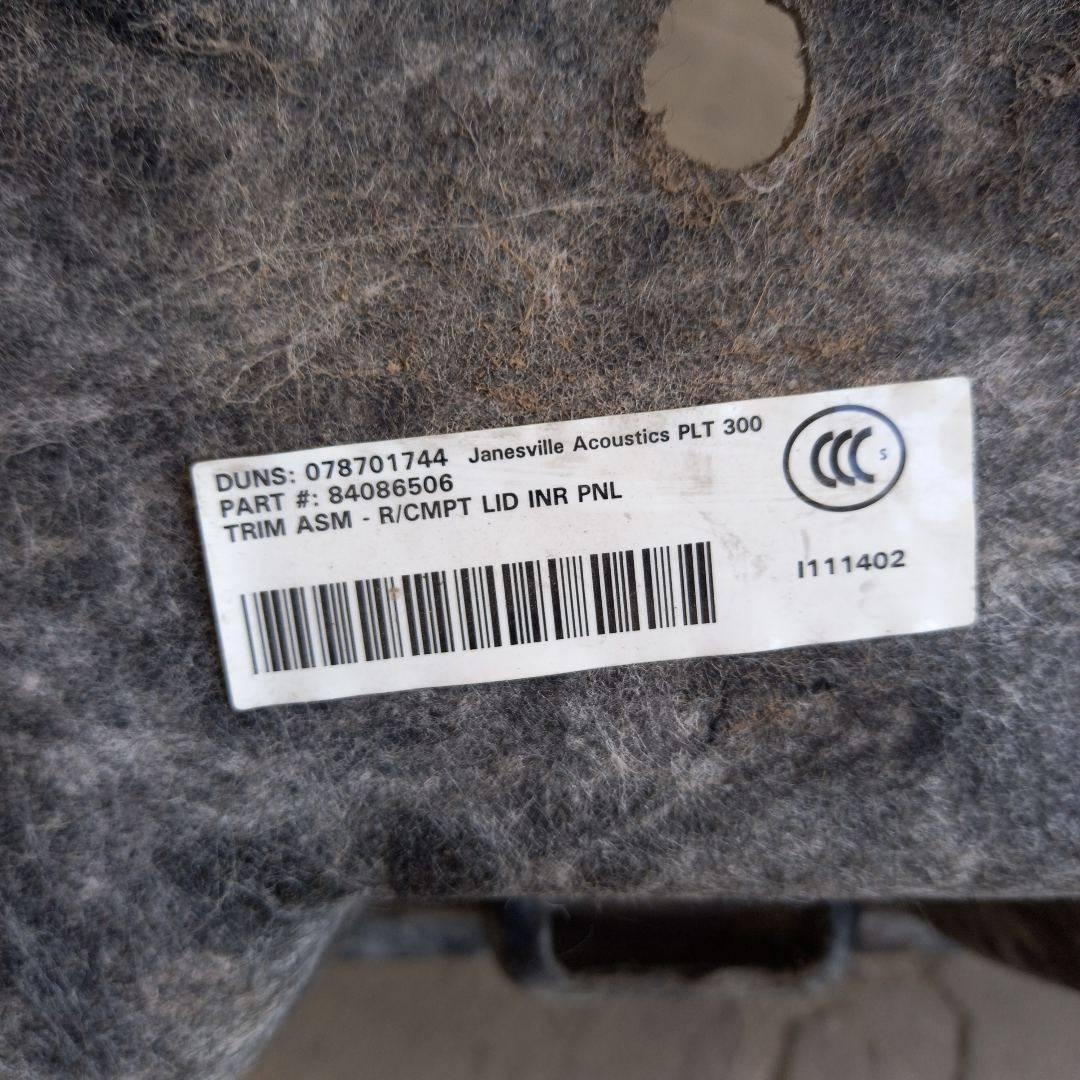 DUNS: 078701744 Janesville Acoustics PLT 300
PART #: 84086506
TRIM ASM - R/CMPT LID INR PNL
CCC S
I111402